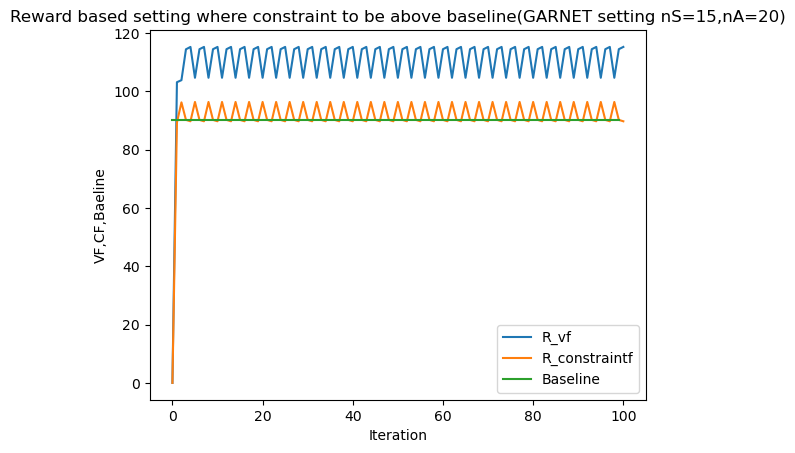 Reward based setting where constraint to be above baseline(GARNET setting nS=15,nA=20)
120
100
80
60
40
20
0
VF,CF,Baeline
R_vf
R_constraintf
Baseline
0 20 40 60 80 100
Iteration